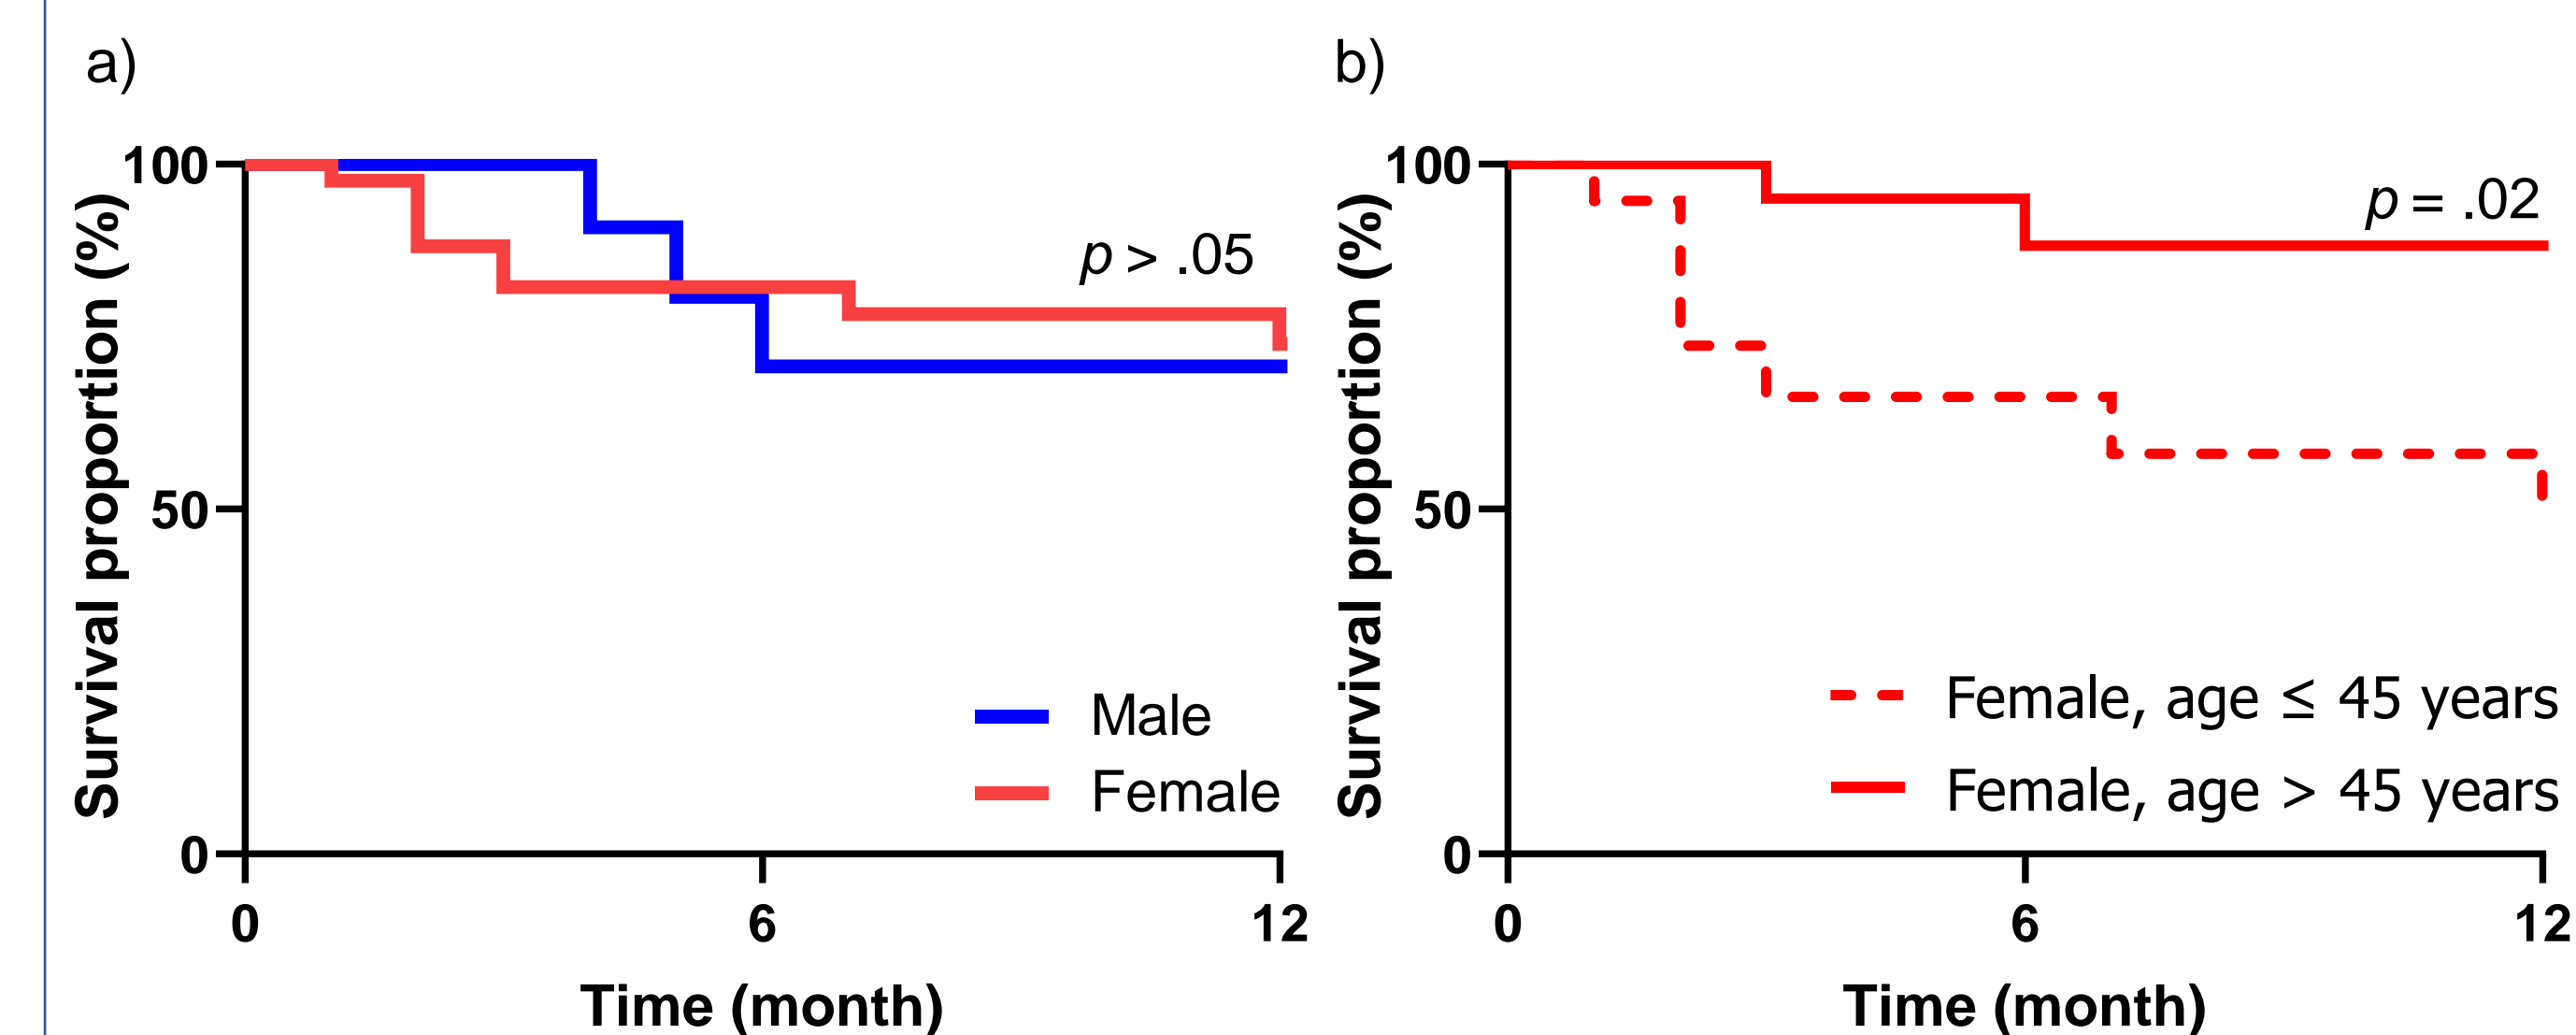 a)
Survival proportion (%)
100
50
0
p > .05
Male
Female
0 6 12
Time (month)
b)
Survival proportion (%)
100
50
0
p = .02
Female, age ≤ 45 years
Female, age > 45 years
0 6 12
Time (month)